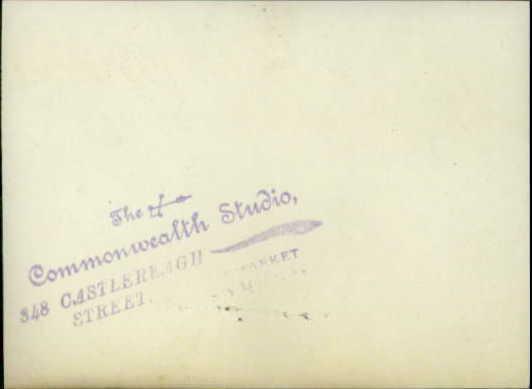 The
Commonwealth Studio,
348 CASTLEREAGH
STREET.